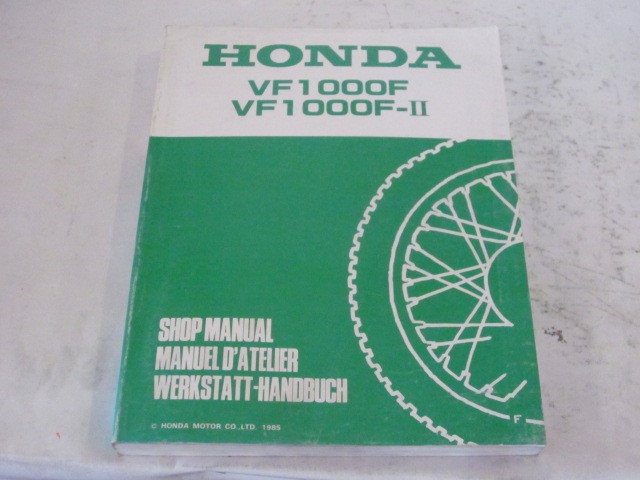 HONDA
VF1000F
VF1000F-II
SHOP MANUAL
MANUEL D'ATELIER
WERKSTATT-HANDBUCH
© HONDA MOTOR CO., LTD. 1985
F